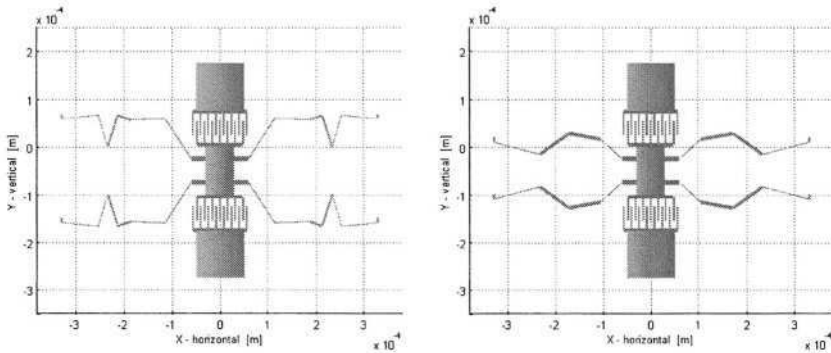 x 10⁻⁴
2
1
0
-1
-2
-3
Y - vertical [m]
-3 -2 -1 0 1 2 3
X - horizontal [m]
x 10⁻⁴
x 10⁻⁴
2
1
0
-1
-2
-3
Y - vertical [m]
-3 -2 -1 0 1 2 3
X - horizontal [m]
x 10⁻⁴